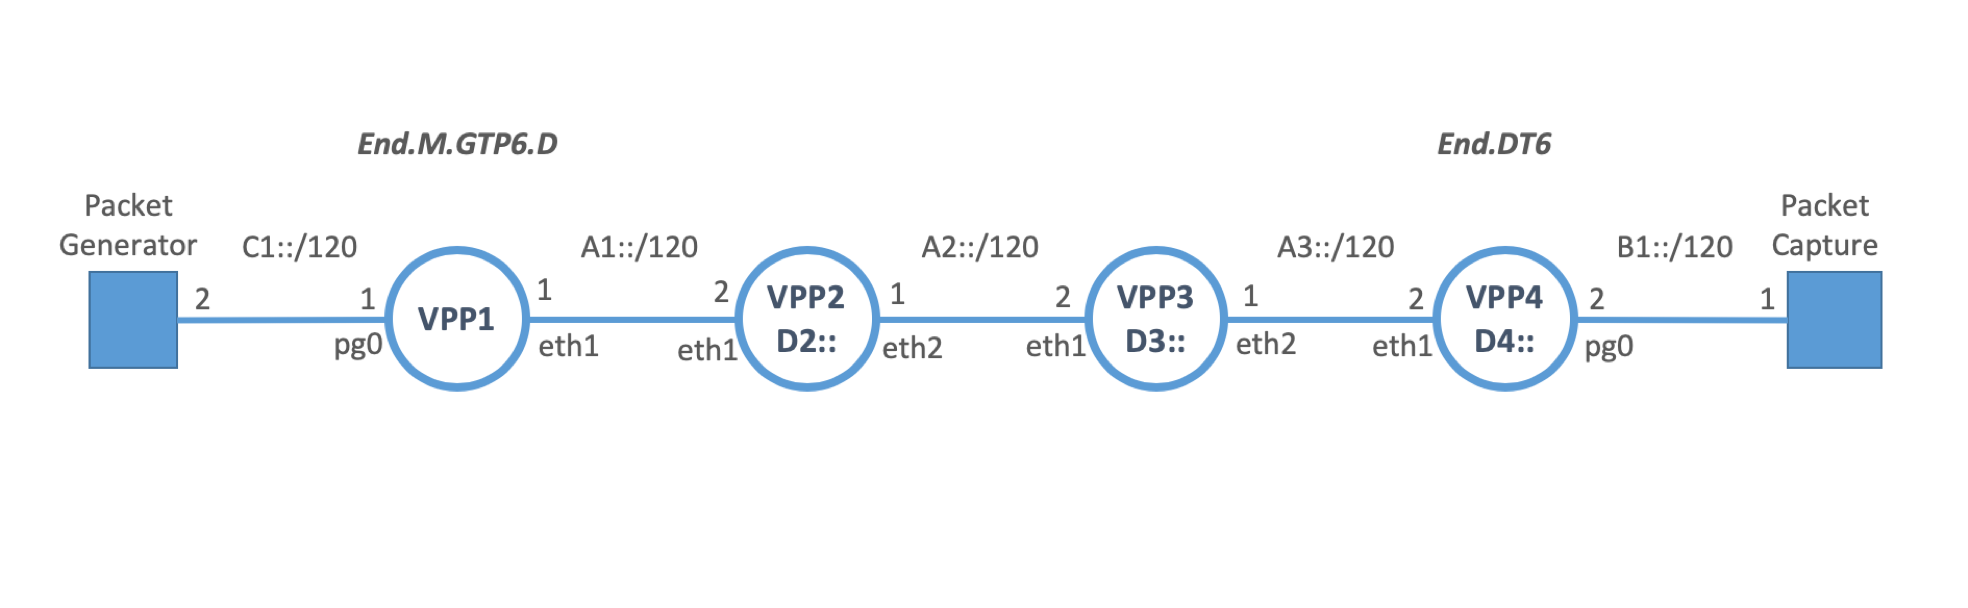 End.M.GTP6.D
End.DT6
Packet
Generator
C1::/120
A1::/120
A2::/120
A3::/120
B1::/120
Packet
Capture
2
1
pg0
VPP1
1
eth1
2
eth1
VPP2
D2::
1
eth2
2
eth1
VPP3
D3::
1
eth2
2
eth1
VPP4
D4::
2
pg0
1